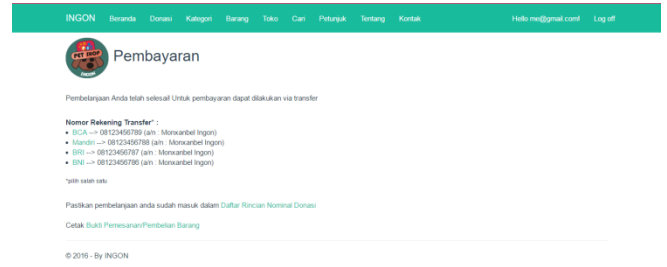 INGON Beranda Donasi Kategori Barang Toko Cari Petunjuk Tentang Kontak Hello me@gmail.com! Log off
PET SHOP
INGON
Pembayaran
Pembelanjaan Anda telah selesai! Untuk pembayaran dapat dilakukan via transfer
Nomor Rekening Transfer* :
• BCA --> 08123456789 (a/n : Monxanbel Ingon)
• Mandiri --> 08123456788 (a/n : Monxanbel Ingon)
• BRI --> 08123456787 (a/n : Monxanbel Ingon)
• BNI --> 08123456786 (a/n : Monxanbel Ingon)
*pilih salah satu
Pastikan pembelanjaan anda sudah masuk dalam Daftar Rincian Nominal Donasi
Cetak Bukti Pemesanan/Pembelian Barang
© 2016 - By INGON